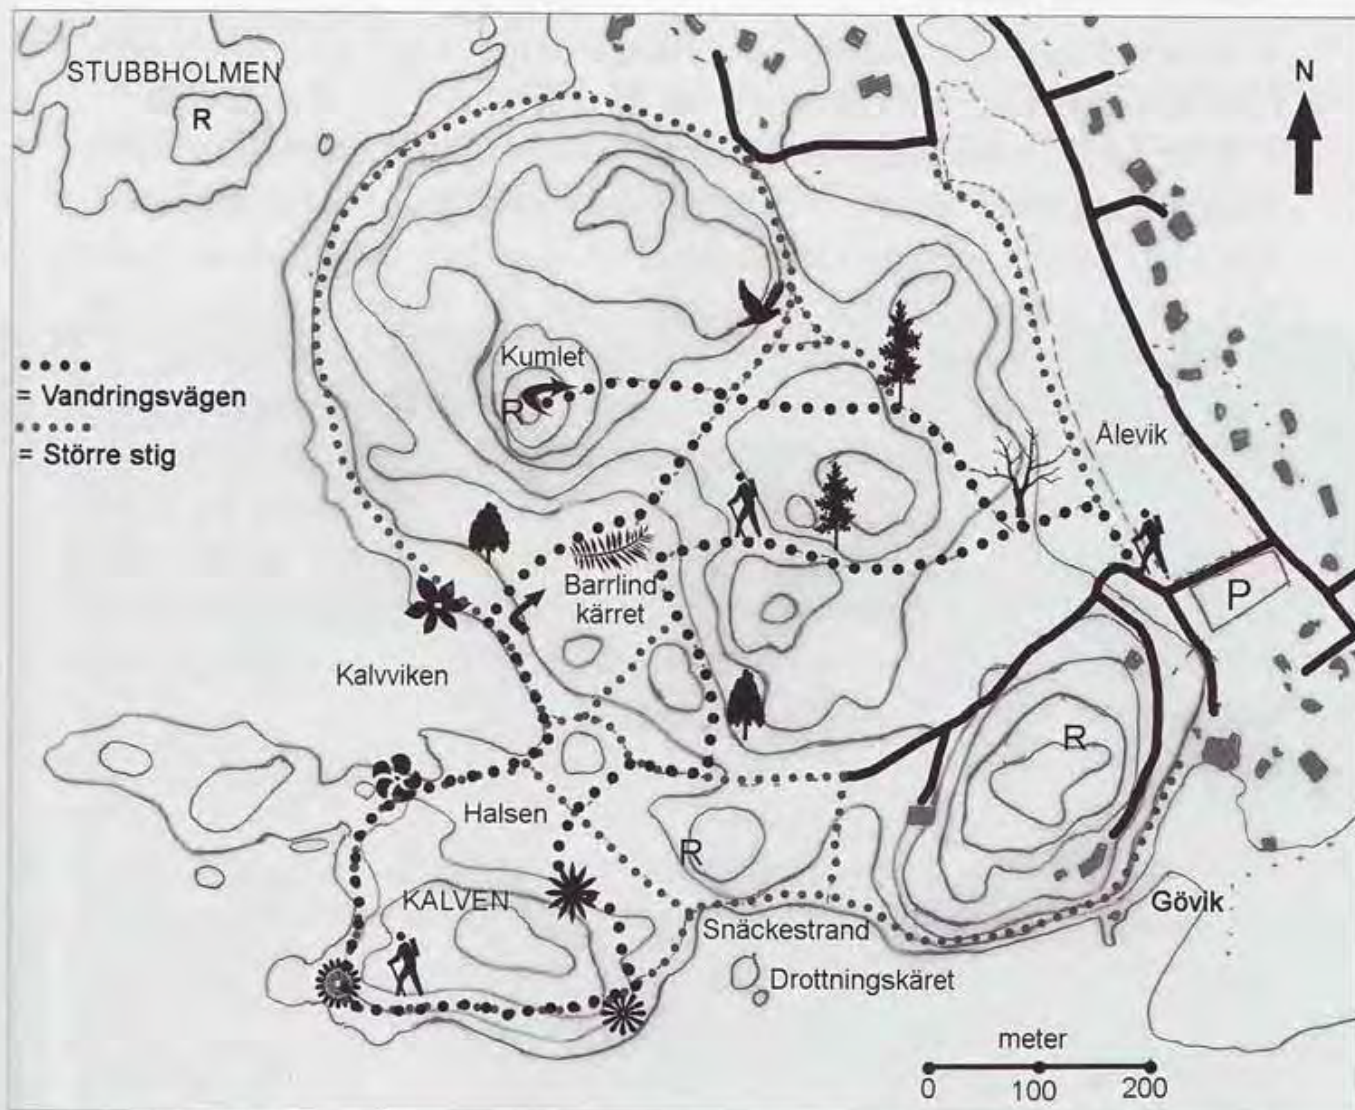 STUBBHOLMEN
R
N
Kumlet
R
= Vandringsvägen
= Större stig
Ålevik
Barrlind
kärret
P
Kalvviken
R
Halsen
R
KALVEN
Gövik
Snäckestrand
Drottningskäret
meter
0 100 200